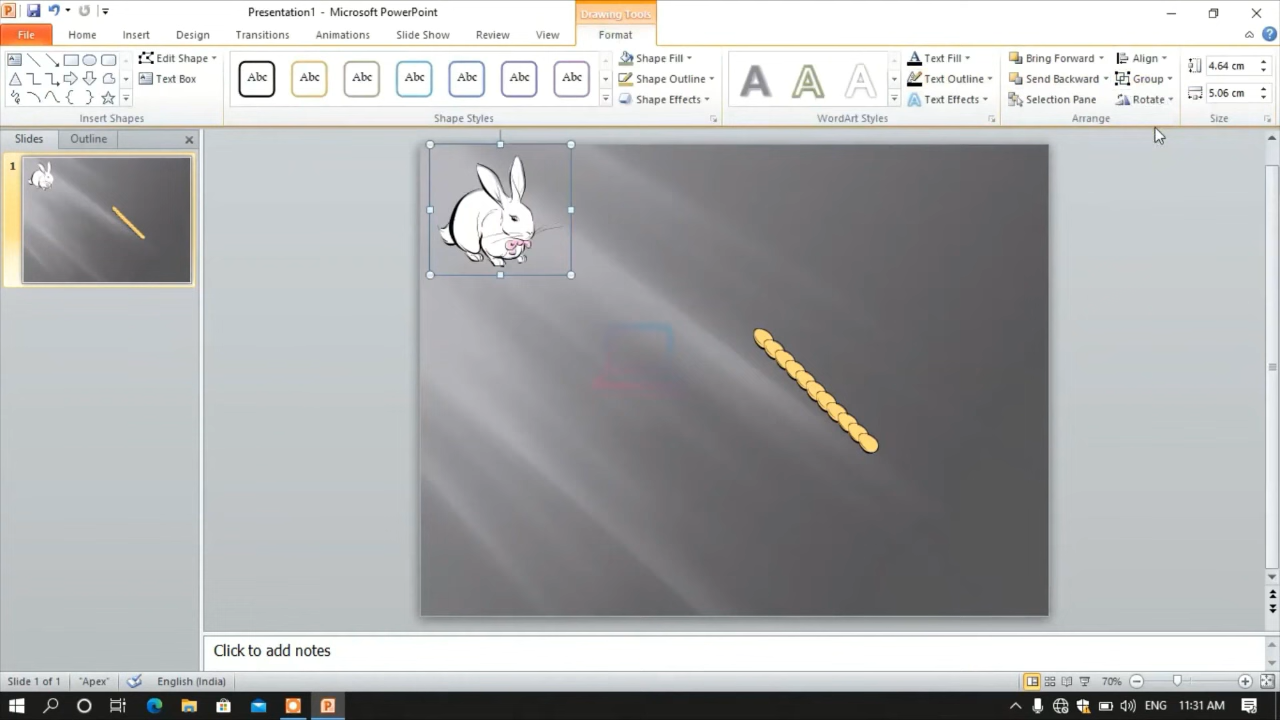 Presentation1 - Microsoft PowerPoint
Drawing Tools
File Home Insert Design Transitions Animations Slide Show Review View Format
Edit Shape
Text Box
Insert Shapes
Abc Abc Abc Abc Abc Abc Abc
Shape Fill
Shape Outline
Shape Effects
Shape Styles
A A A
Text Fill
Text Outline
Text Effects
WordArt Styles
Bring Forward
Send Backward
Selection Pane
Align
Group
Rotate
Arrange
4.64 cm
5.06 cm
Size
Slides Outline
1
Click to add notes
Slide 1 of 1 "Apex" English (India) 70%
ENG 11:31 AM